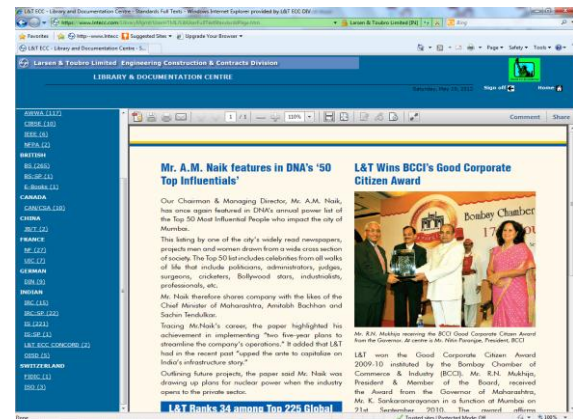 L&T ECC - Library and Documentation Centre - Standards Full Texts - Windows Internet Explorer provided by L&T ECC-DIV
Larsen & Toubro Limited [IN]
Bing
Favorites
Suggested Sites
Upgrade Your Browser
L&T ECC - Library and Documentation Centre - S...
Page
Safety
Tools
Larsen & Toubro Limited Engineering Construction & Contracts Division
LIBRARY & DOCUMENTATION CENTRE
Sign off
Home
1 / 1
Comment
Share
AWWA (117)
IEEE (6)
NFPA (2)
BRITISH
BS (265)
BS:SP (1)
E-Books (1)
CANADA
CAN/CSA (18)
CHINA
JB/T (2)
FRANCE
NF (27)
UIC (7)
GERMAN
DIN (9)
INDIAN
IRC (15)
IRC:SP (22)
IS (221)
IS:SP (1)
L&T ECC CONCORD (2)
OISD (5)
SWITZERLAND
FIDIC (1)
ISO (3)
Mr. A.M. Naik features in DNA's '50
Top Influentials'
Our Chairman & Managing Director, Mr. A.M. Naik,
has once again featured in DNA's annual power list of
the Top 50 Most Influential People who impact the city of
Mumbai.
This listing by one of the city's widely read newspapers,
projects men and women drawn from a wide cross section
of society. The Top 50 list includes celebrities from all walks
of life that include politicians, administrators, judges,
surgeons, cricketers, Bollywood stars, industrialists,
professionals, etc.
Mr. Naik therefore shares company with the likes of the
Chief Minister of Maharashtra, Amitabh Bachhan and
Sachin Tendulkar.
Tracing Mr.Naik's career, the paper highlighted his
achievement in implementing "two five-year plans to
streamline the company's operations." It added that L&T
had in the recent past "upped the ante to capitalise on
India's infrastructure story."
Outlining future projects, the paper said Mr. Naik was
drawing up plans for nuclear power when the industry
opens to the private sector.
L&T Ranks 34 among Top 225 Global
L&T Wins BCCI's Good Corporate
Citizen Award
Bombay Chamber
Mr. R.N. Mukhija receiving the BCCI Good Corporate Citizen Award
from the Governor. At centre is Mr. Nitin Paranjpe, President, BCCI
L&T won the Good Corporate Citizen Award
2009-10 instituted by the Bombay Chamber of
Commerce & Industry (BCCI). Mr. R.N. Mukhija,
President & Member of the Board, received
the Award from the Governor of Maharashtra,
Mr. K. Sankaranarayanan in a function at Mumbai on
21st September 2010. The award affirms
Done
Trusted sites | Protected Mode: Off
100%